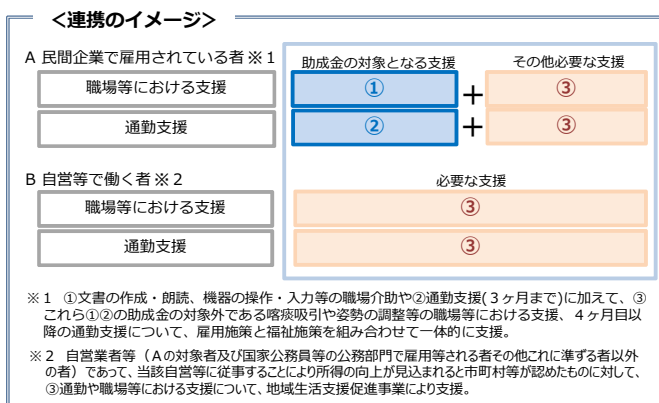 <連携のイメージ>
A 民間企業で雇用されている者※1
助成金の対象となる支援
その他必要な支援
職場等における支援
①
+
③
通勤支援
②
+
③
B 自営等で働く者※2
必要な支援
職場等における支援
③
通勤支援
③
※1 ①文書の作成・朗読、機器の操作・入力等の職場介助や②通勤支援(3ヶ月まで)に加えて、③
これら①②の助成金の対象外である喀痰吸引や姿勢の調整等の職場等における支援、4ヶ月目以
降の通勤支援について、雇用施策と福祉施策を組み合わせて一体的に支援。
※2 自営業者等(Aの対象者及び国家公務員等の公務部門で雇用等される者その他これに準ずる者以外
の者)であって、当該自営等に従事することにより所得の向上が見込まれると市町村等が認めたものに対して、
③通勤や職場等における支援について、地域生活支援促進事業により支援。